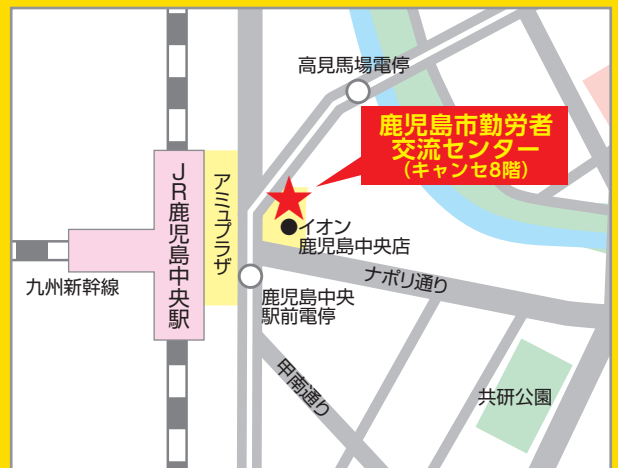 高見馬場電停
鹿児島市勤労者
交流センター
(キャンセ8階)
JR鹿児島中央駅
アミュプラザ
イオン
鹿児島中央店
九州新幹線
鹿児島中央
駅前電停
ナポリ通り
甲南通り
共研公園